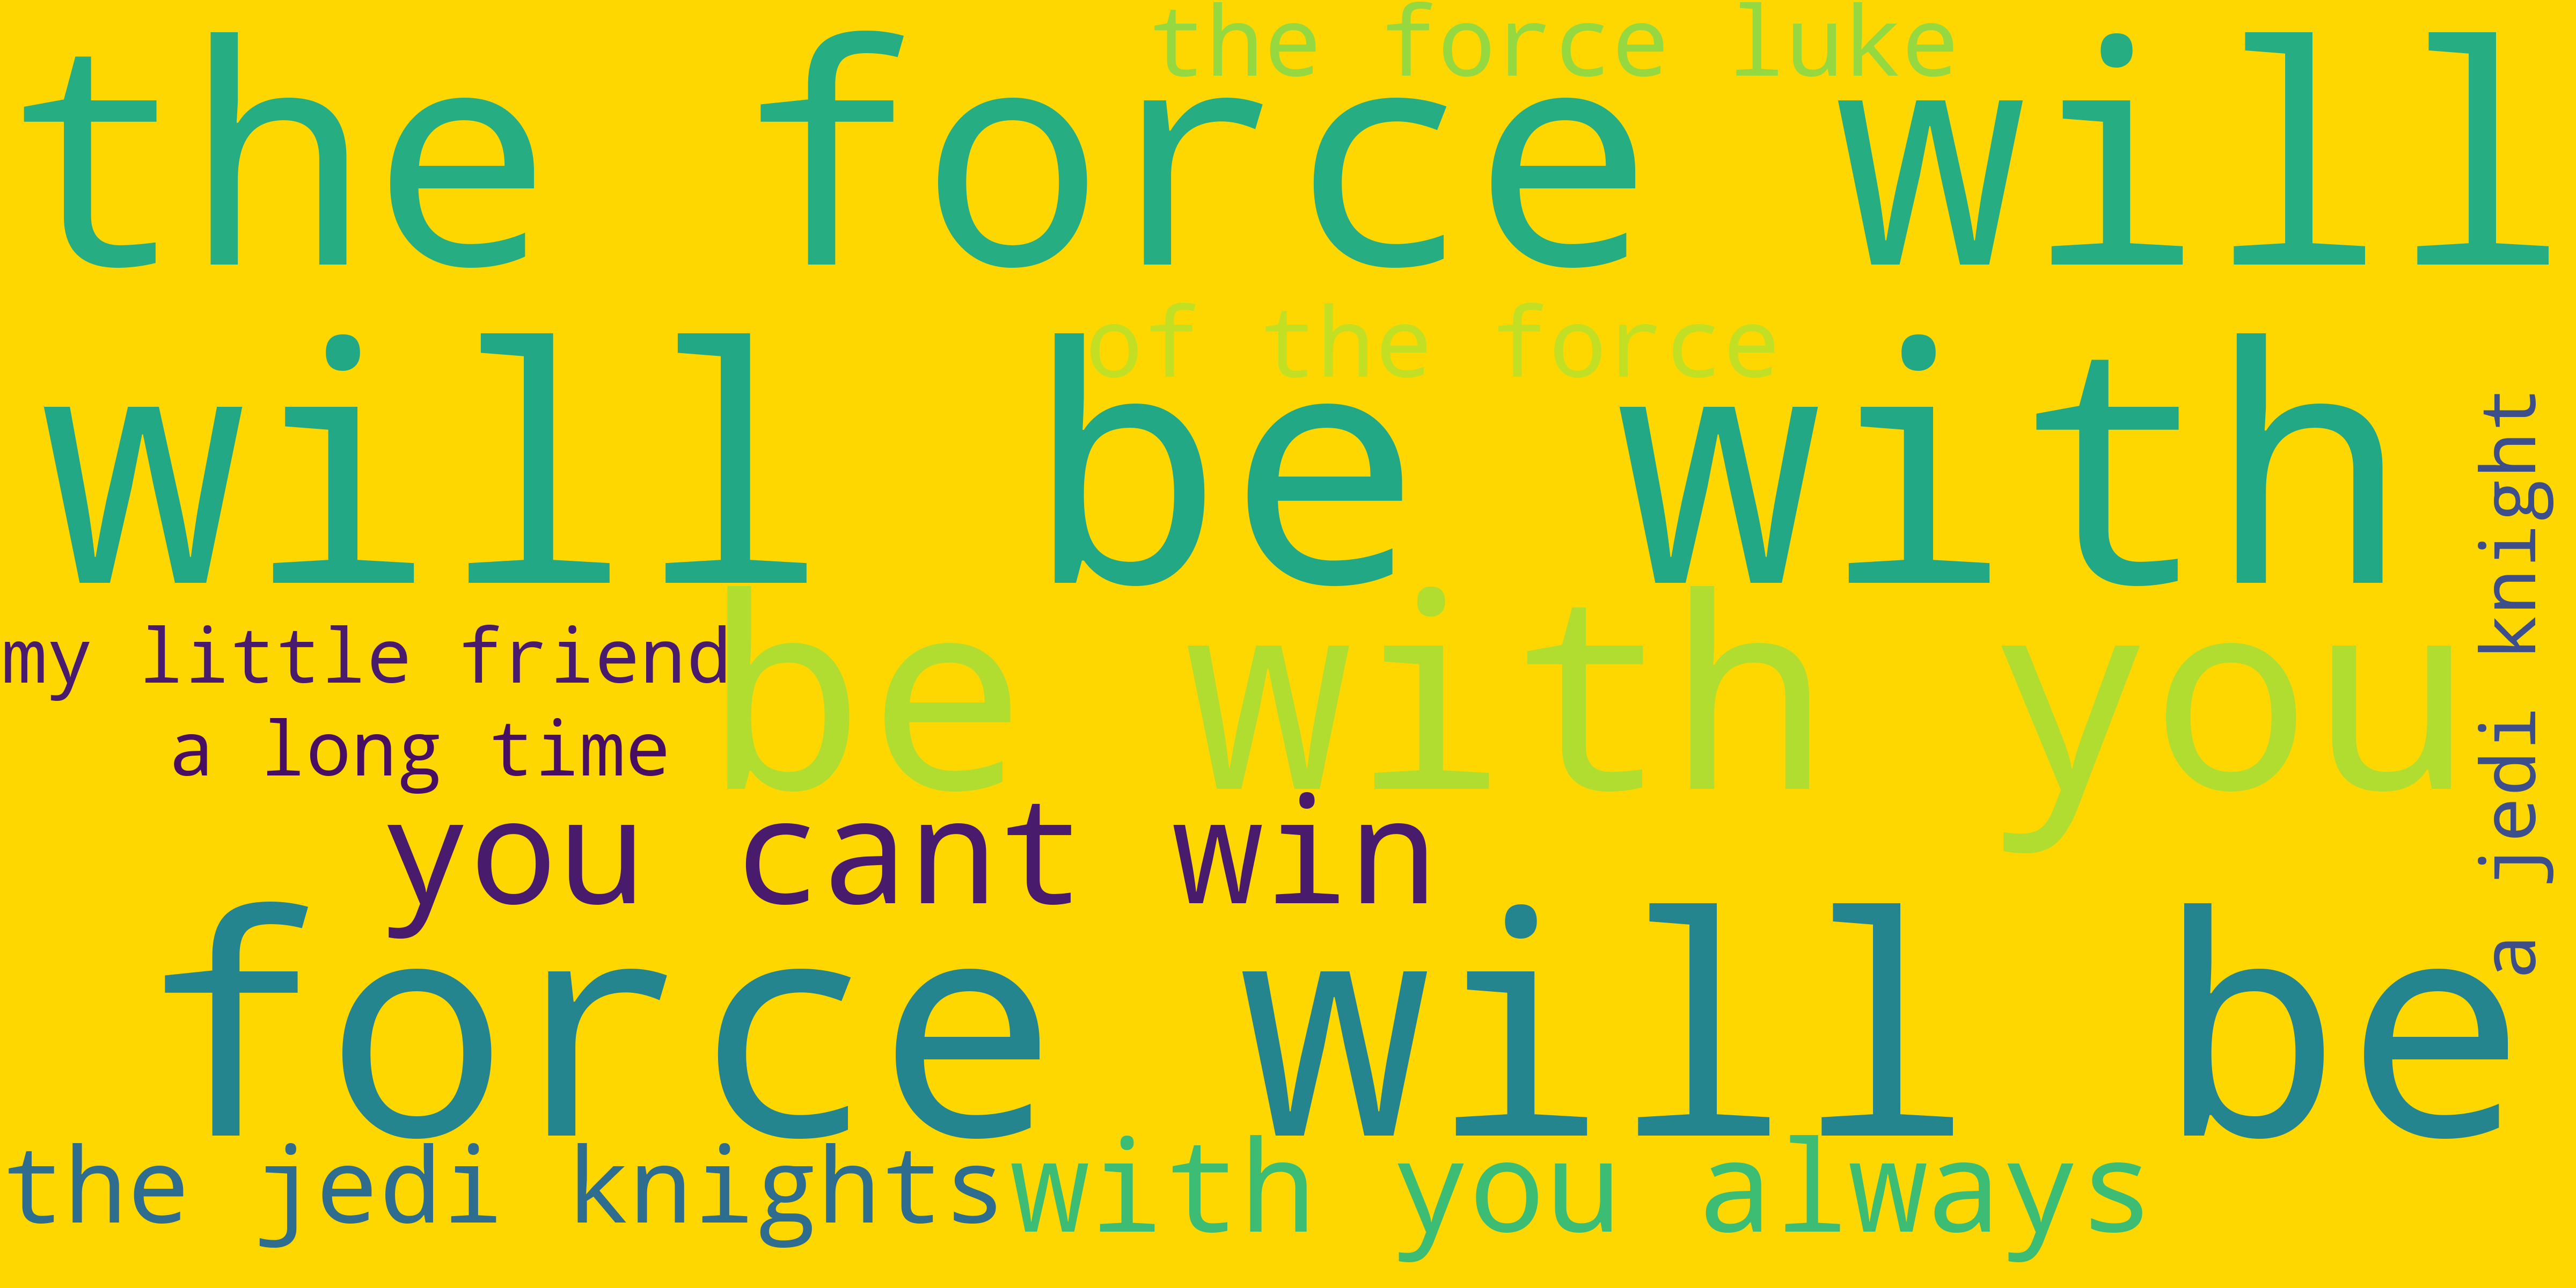 the force luke
the force will
of the force
will be with
a jedi knight
my little friend
be with you
a long time
you cant win
force will be
the jedi knights
with you always